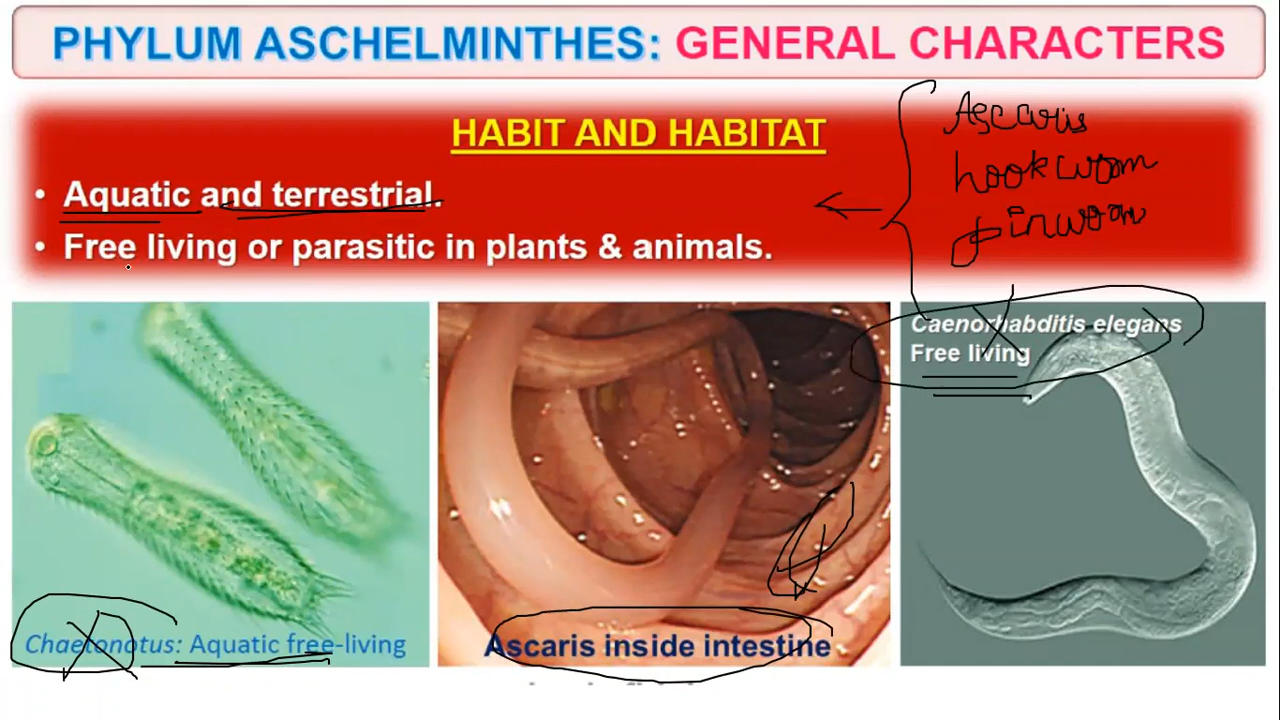 PHYLUM ASCHELMINTHES: GENERAL CHARACTERS
HABIT AND HABITAT
• Aquatic and terrestrial.
• Free living or parasitic in plants & animals.
Ascaris
hookworm
pinworm
Caenorhabditis elegans
Free living
Chaetonotus: Aquatic free-living
Ascaris inside intestine